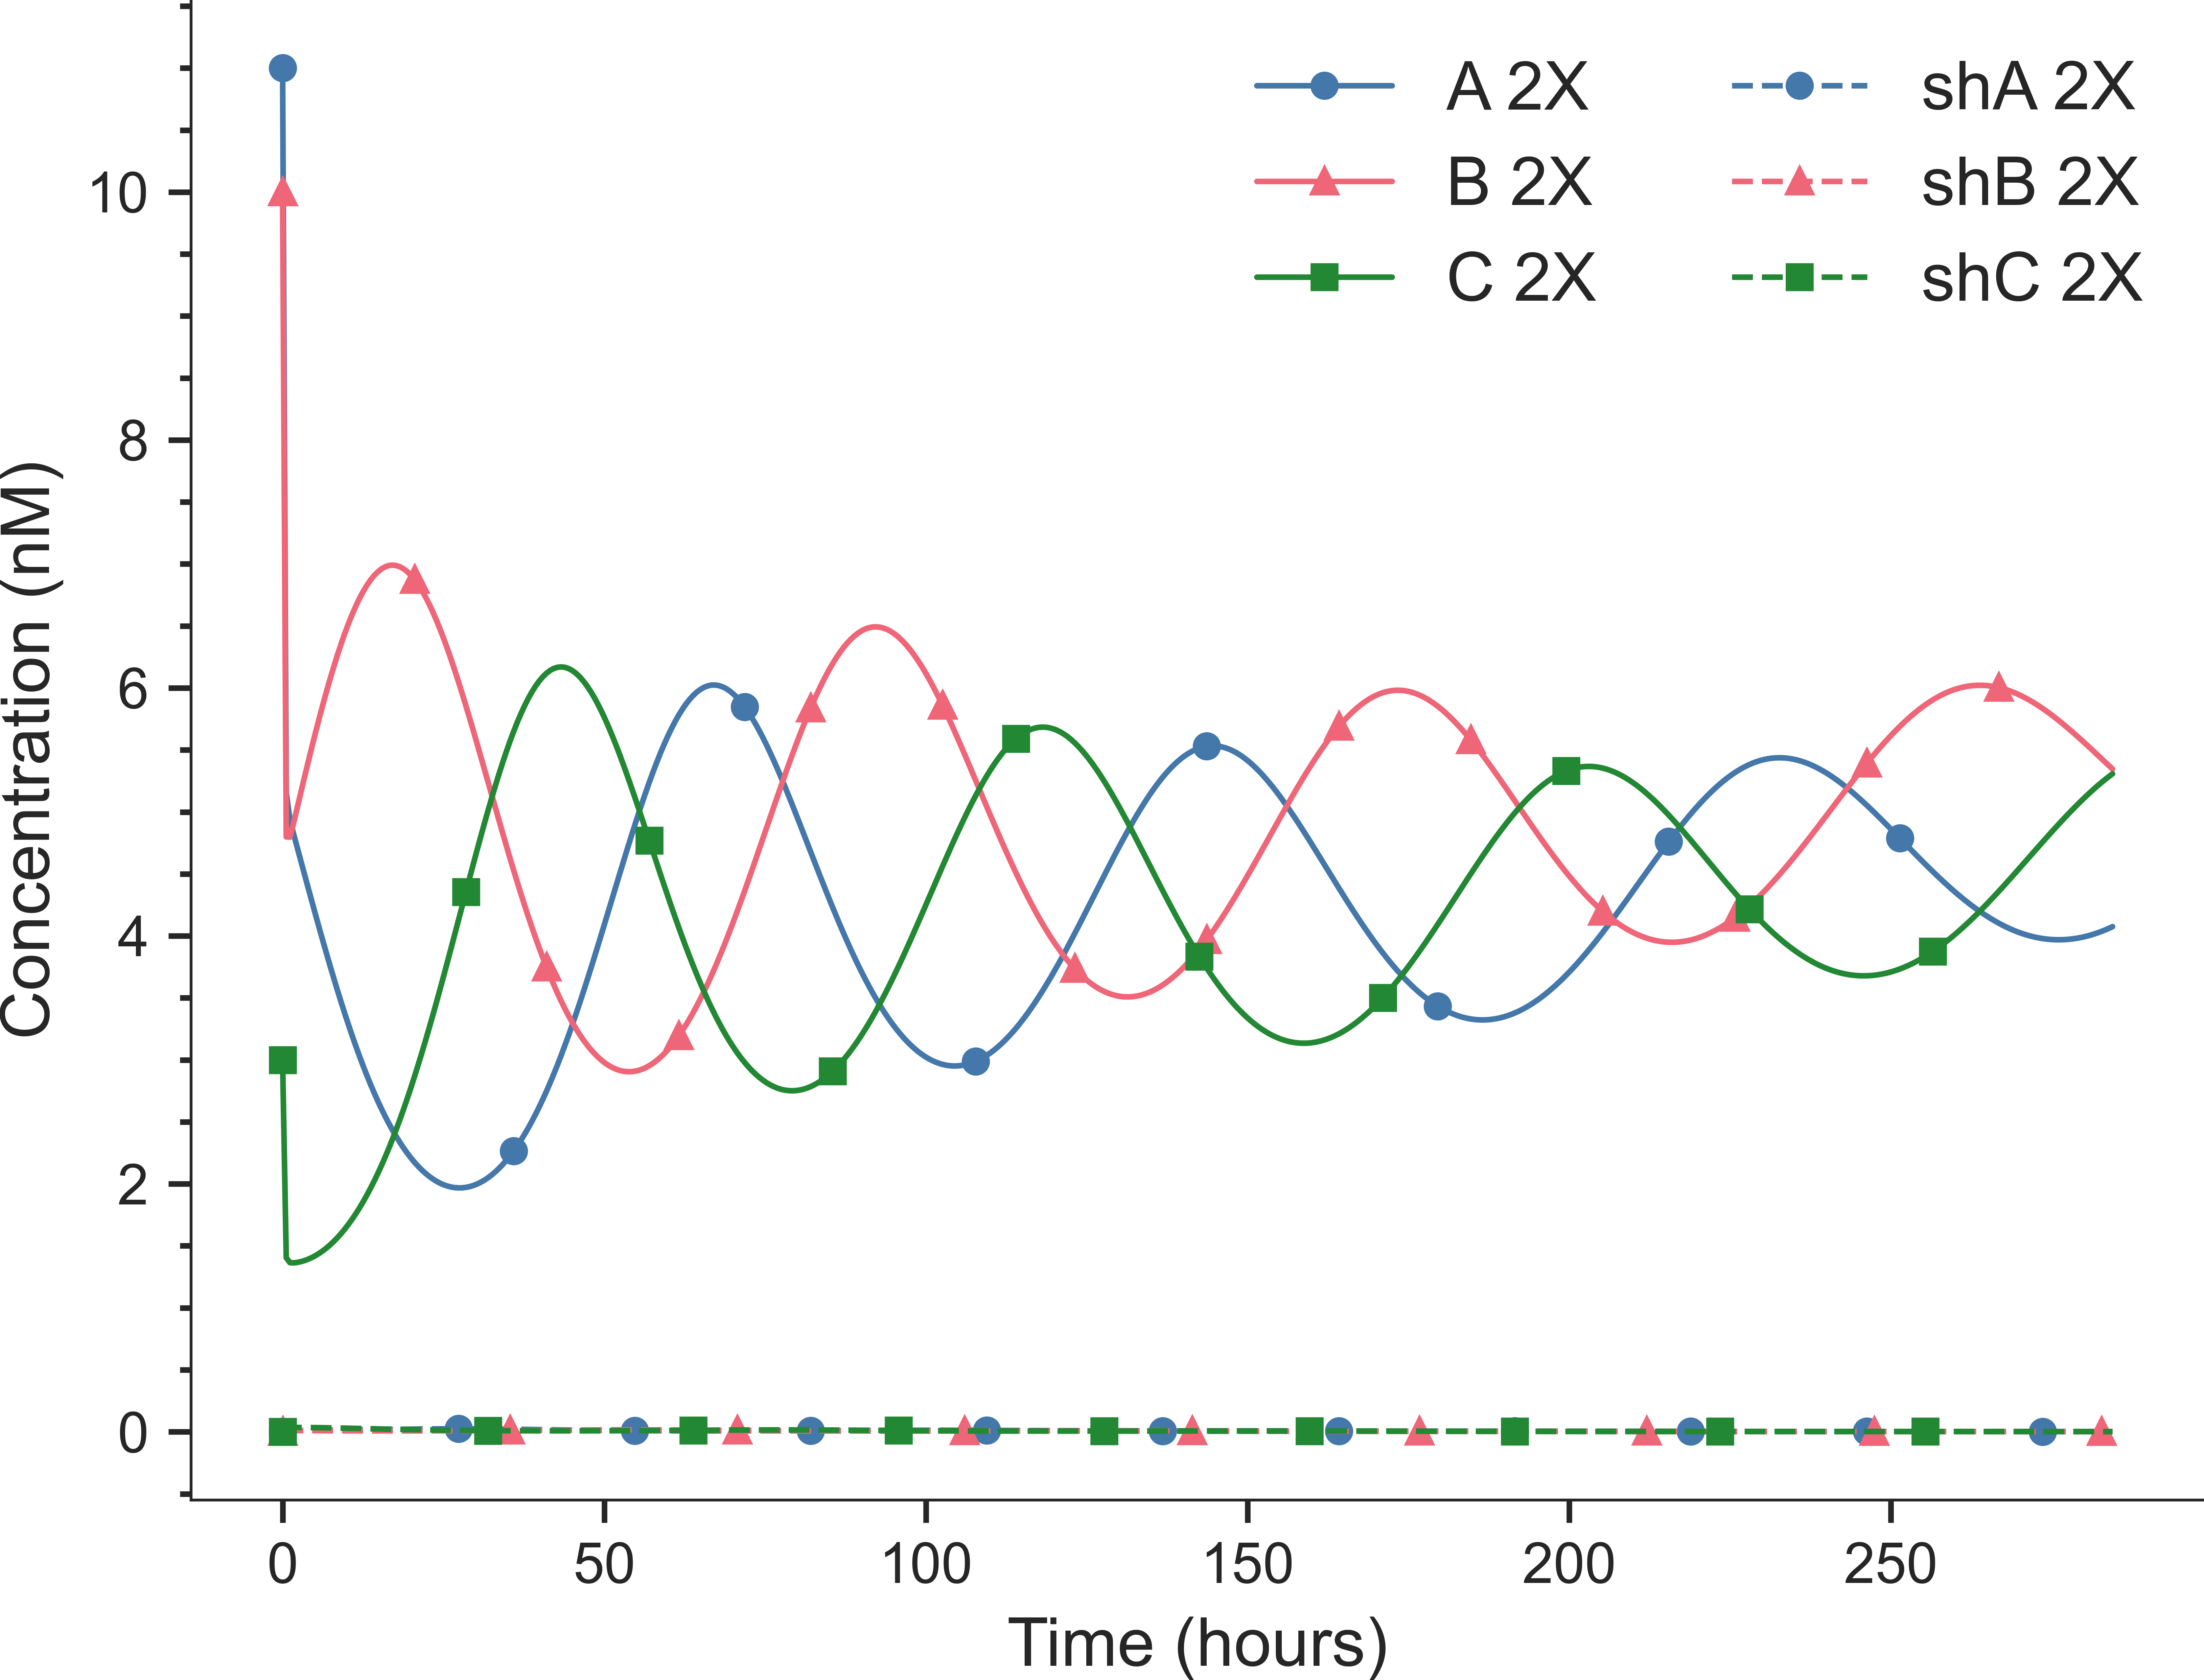 A 2X
B 2X
C 2X
shA 2X
shB 2X
shC 2X
Concentration (nM)
10
8
6
4
2
0
0 50 100 150 200 250
Time (hours)